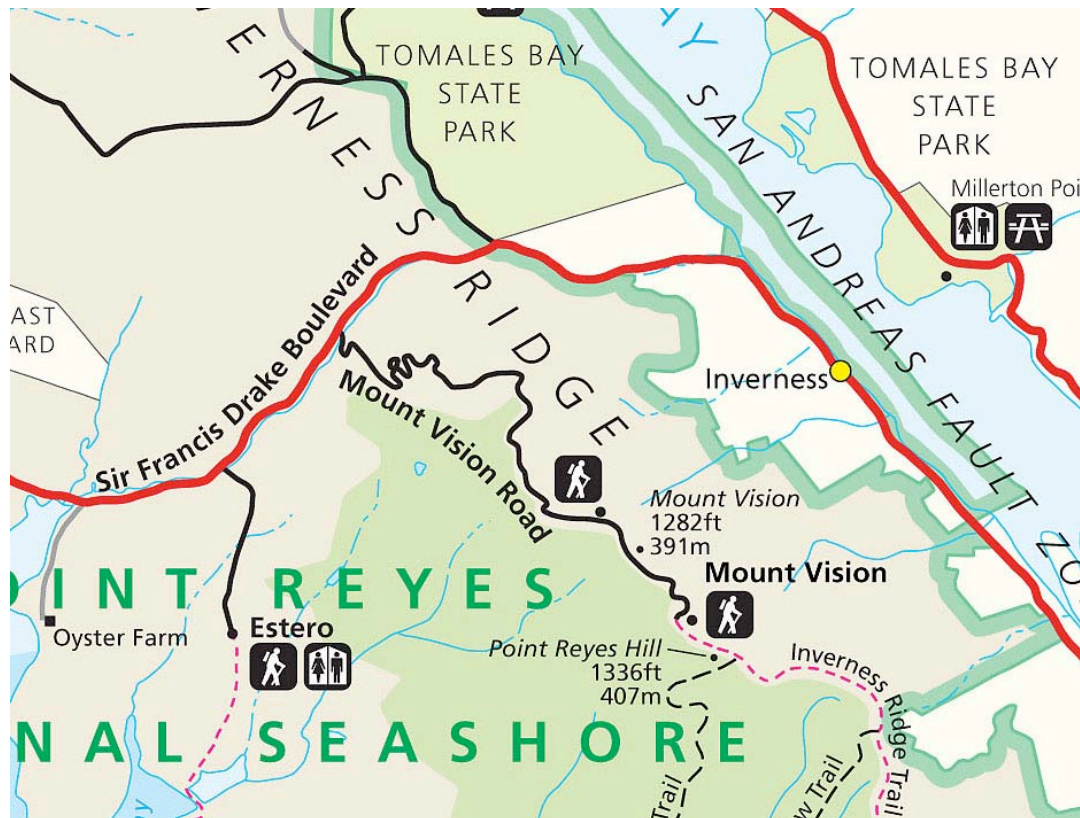 TOMALES BAY
STATE
PARK
TOMALES BAY
STATE
PARK
BAY SAN ANDREAS FAULT
Millerton
RIDGE
Sir Francis Drake Boulevard
Inverness
Mount Vision Road
Mount Vision
1282ft
391m
Mount Vision
REYES
Oyster Farm
Estero
Point Reyes Hill
1336ft
407m
Inverness Ridge Trail
SEASHORE
Trail
Trail